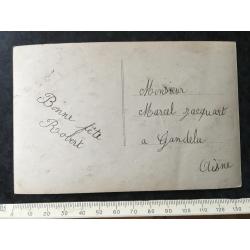 Bonne fête
Robert
Monsieur
Marcel Jacquart
a Gandelu
Aisne